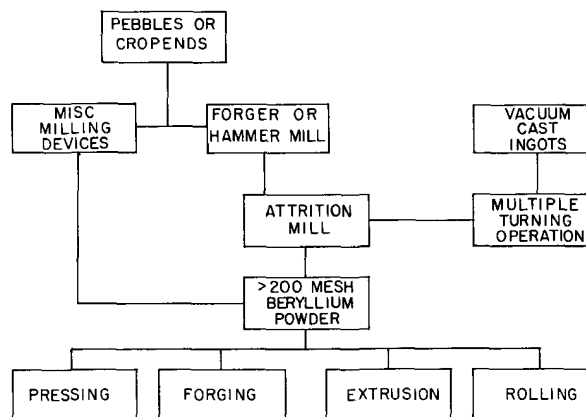 PEBBLES OR
CROPENDS
MISC
MILLING
DEVICES
FORGER OR
HAMMER MILL
VACUUM
CAST
INGOTS
ATTRITION
MILL
MULTIPLE
TURNING
OPERATION
>200 MESH
BERYLLIUM
POWDER
PRESSING
FORGING
EXTRUSION
ROLLING